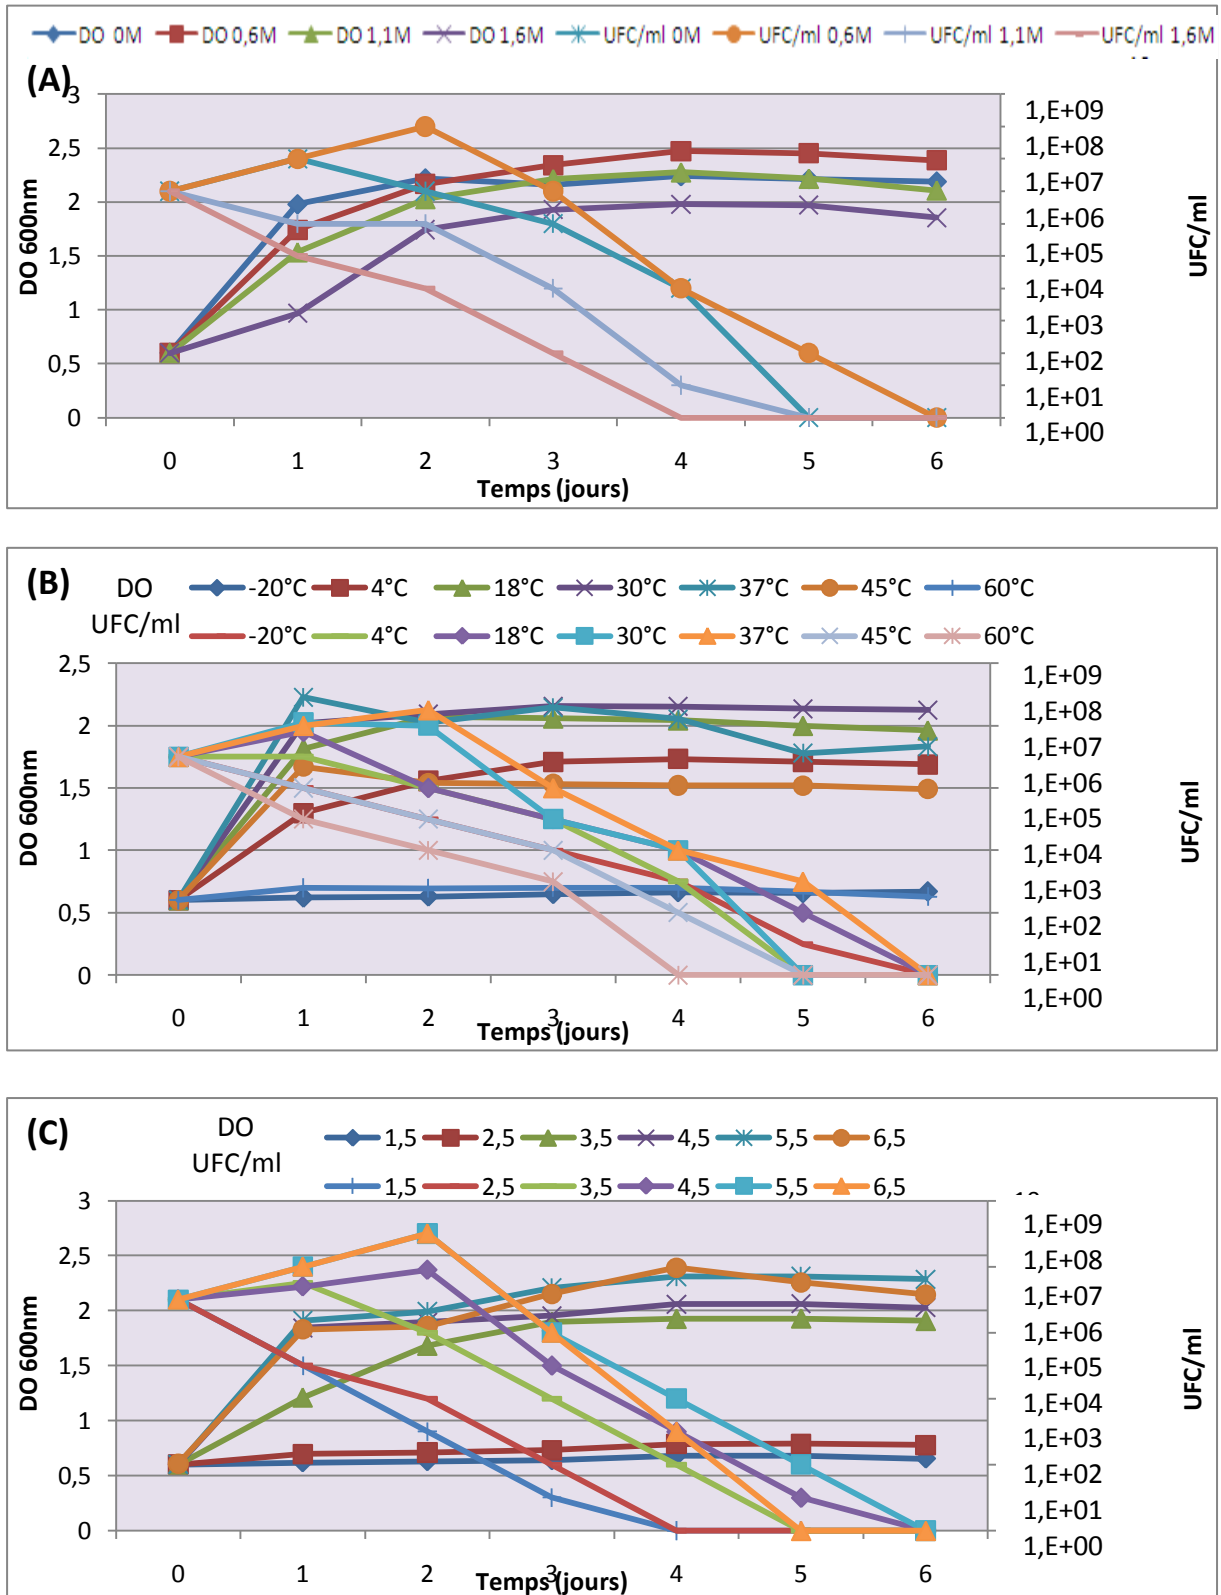 DO 0M DO 0,6M DO 1,1M DO 1,6M UFC/ml 0M UFC/ml 0,6M UFC/ml 1,1M UFC/ml 1,6M
(A)
3
2,5
2
1,5
1
0,5
0
DO 600nm
1,E+09
1,E+08
1,E+07
1,E+06
1,E+05
1,E+04
1,E+03
1,E+02
1,E+01
1,E+00
UFC/ml
0 1 2 3 4 5 6
Temps (jours)
(B)
DO -20°C 4°C 18°C 30°C 37°C 45°C 60°C
UFC/ml -20°C 4°C 18°C 30°C 37°C 45°C 60°C
2,5
2
1,5
1
0,5
0
DO 600nm
1,E+09
1,E+08
1,E+07
1,E+06
1,E+05
1,E+04
1,E+03
1,E+02
1,E+01
1,E+00
UFC/ml
0 1 2 3 4 5 6
Temps (jours)
(C)
DO 1,5 2,5 3,5 4,5 5,5 6,5
UFC/ml 1,5 2,5 3,5 4,5 5,5 6,5
3
2,5
2
1,5
1
0,5
0
DO 600nm
1,E+09
1,E+08
1,E+07
1,E+06
1,E+05
1,E+04
1,E+03
1,E+02
1,E+01
1,E+00
UFC/ml
0 1 2 3 4 5 6
Temps (jours)